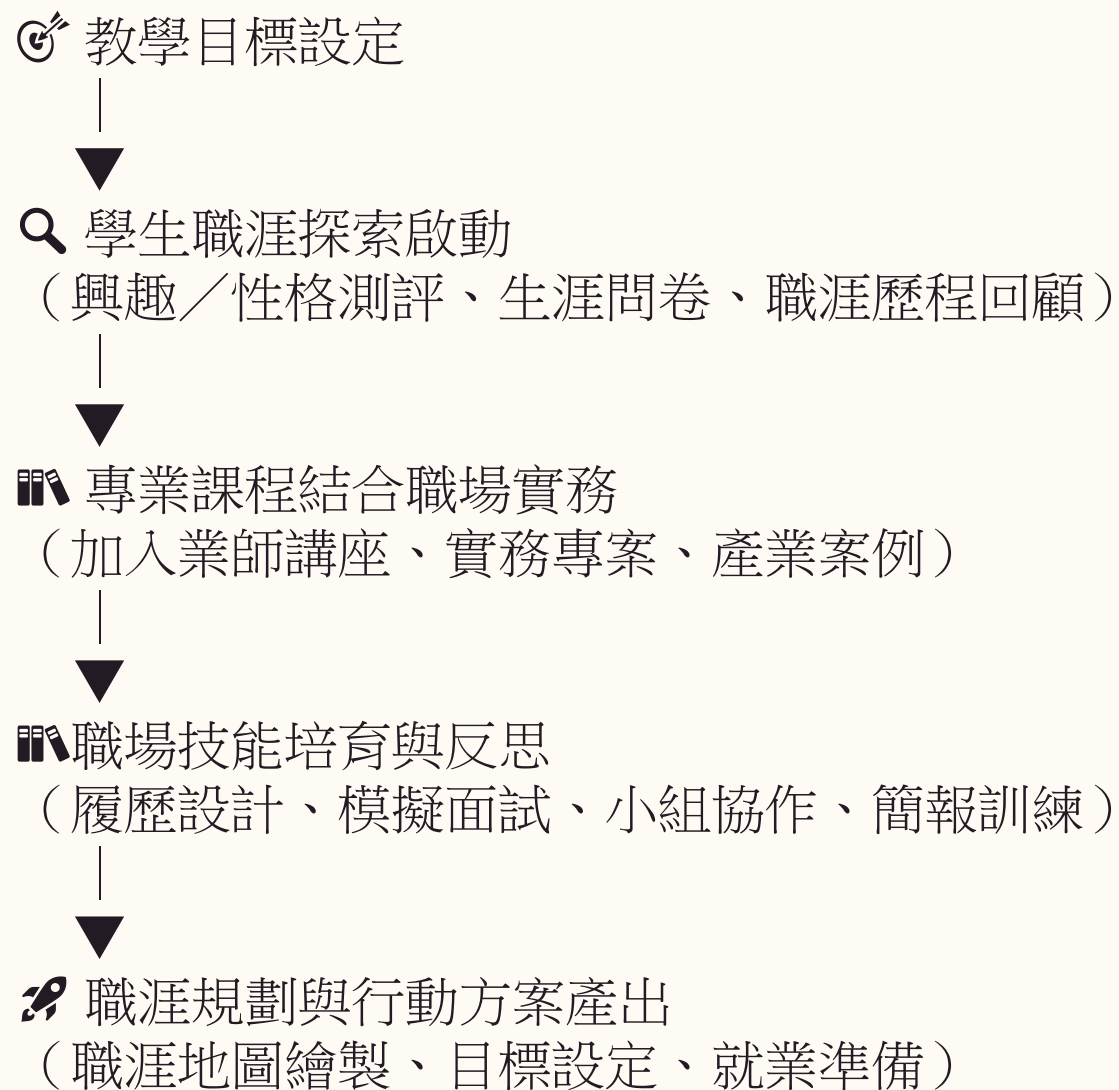 教學目標設定
學生職涯探索啟動
（興趣／性格測評、生涯問卷、職涯歷程回顧）
專業課程結合職場實務
（加入業師講座、實務專案、產業案例）
職場技能培育與反思
（履歷設計、模擬面試、小組協作、簡報訓練）
職涯規劃與行動方案產出
（職涯地圖繪製、目標設定、就業準備）